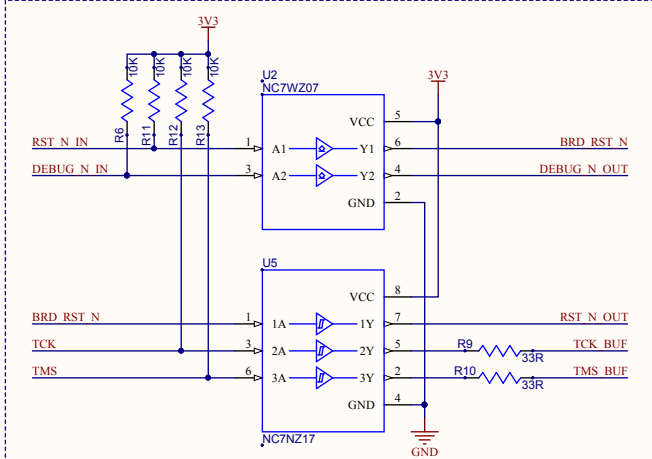 3V3
10K 10K 10K 10K
R6 R11 R12 R13
U2
NC7WZ07
3V3
VCC 5
RST_N_IN 1 A1 Y1 6 BRD_RST_N
DEBUG_N_IN 3 A2 Y2 4 DEBUG_N_OUT
GND 2
U5
VCC 8
BRD_RST_N 1 1A 1Y 7 RST_N_OUT
TCK 3 2A 2Y 5 R9 33R TCK_BUF
TMS 6 3A 3Y 2 R10 33R TMS_BUF
GND 4
NC7NZ17
GND